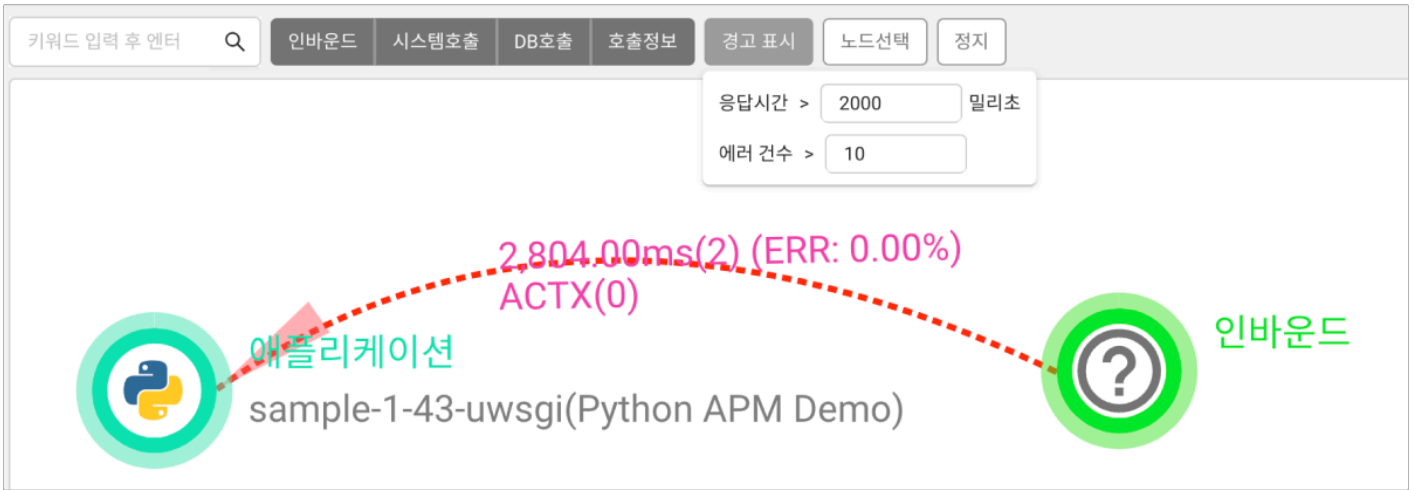 키워드 입력 후 엔터 인바운드 시스템호출 DB호출 호출정보 경고 표시 노드선택 정지
응답시간 > 2000 밀리초
에러 건수 > 10
2,804.00ms(2) (ERR: 0.00%)
ACTX(0)
인바운드
애플리케이션
sample-1-43-uwsgi(Python APM Demo)